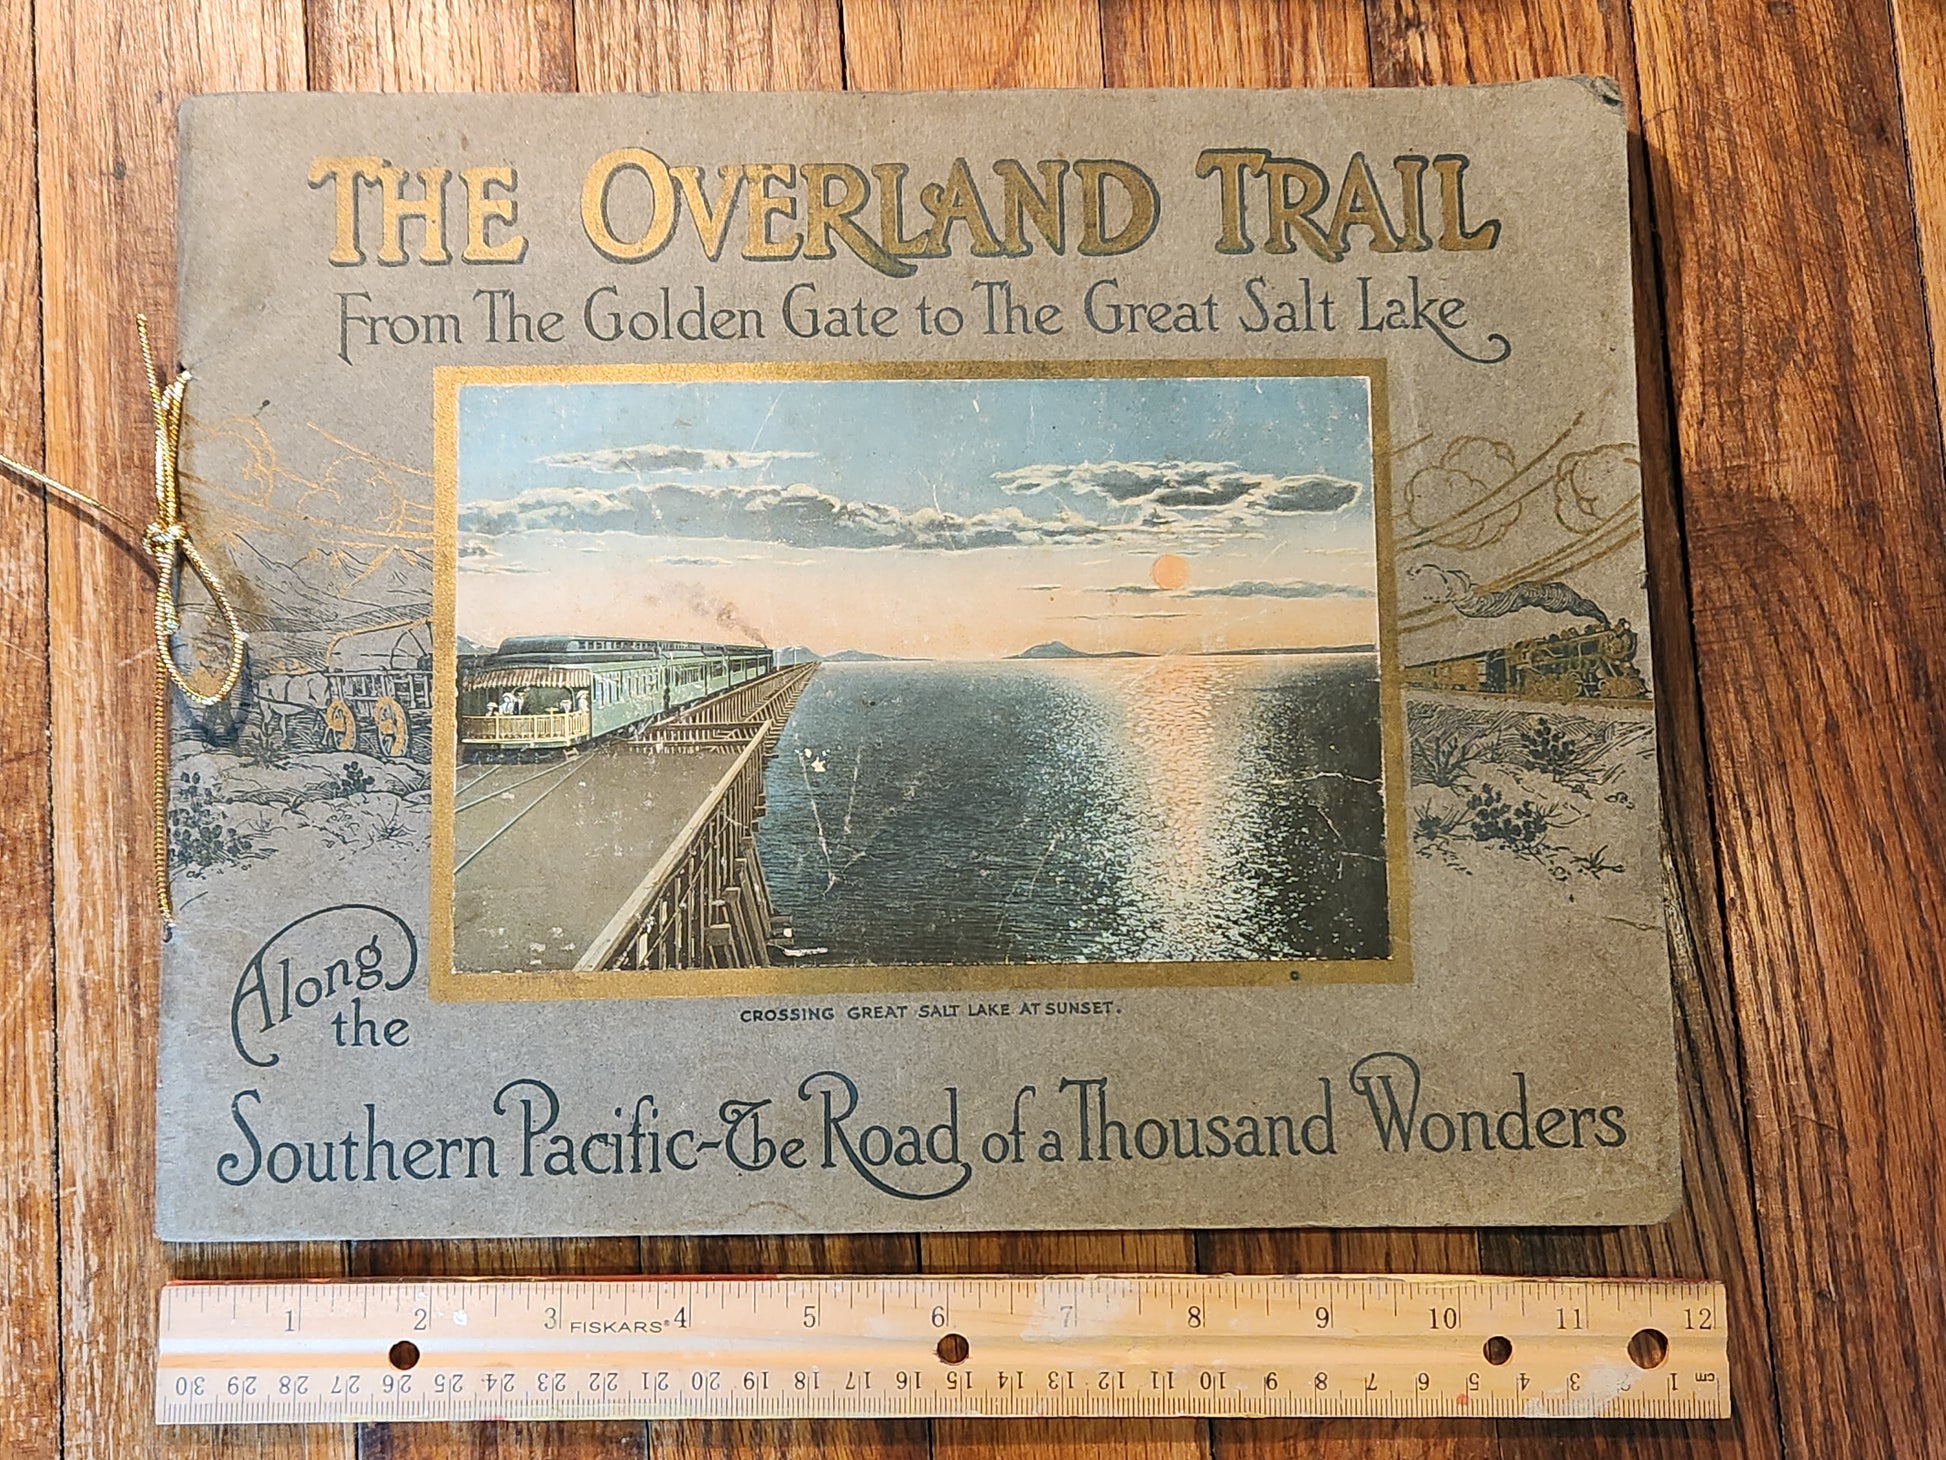 THE OVERLAND TRAIL
From The Golden Gate to The Great Salt Lake
CROSSING GREAT SALT LAKE AT SUNSET.
Along
the
Southern Pacific-The Road of a Thousand Wonders
1 2 3 FISKARS® 4 5 6 7 8 9 10 11 12
30 29 28 27 26 25 24 23 22 21 20 19 18 17 16 15 14 13 12 11 10 9 8 7 6 5 4 3 1 cm